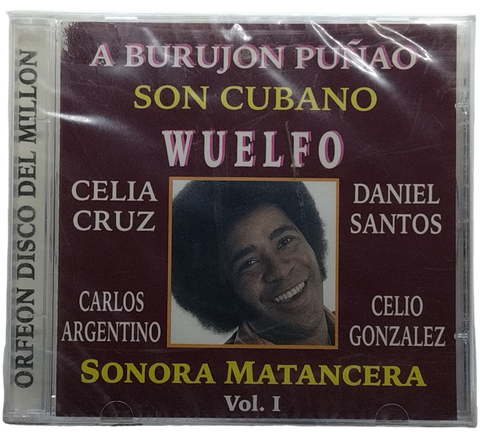 ORFEON DISCO DEL MILLON
A BURUJON PUÑAO
SON CUBANO
WUELFO
CELIA
CRUZ
DANIEL
SANTOS
CARLOS
ARGENTINO
CELIO
GONZALEZ
SONORA MATANCERA
Vol. I